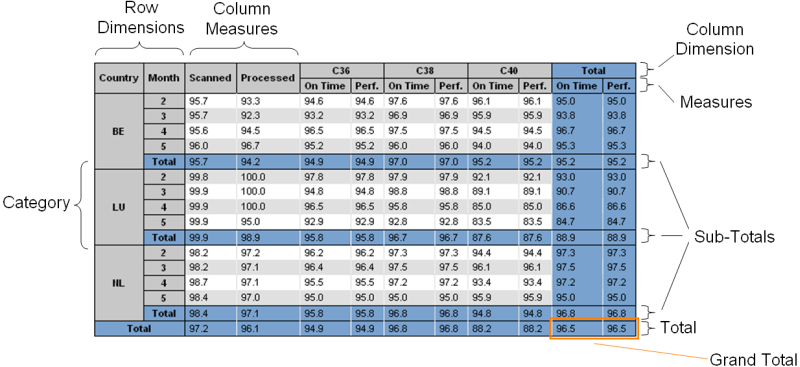 Row Dimensions
Column Measures
Column Dimension
C36 C38 C40 Total
Country Month Scanned Processed On Time Perf. On Time Perf. On Time Perf. On Time Perf.
Measures
2 95.7 93.3 94.6 94.6 97.6 97.6 96.1 96.1 95.0 95.0
3 95.7 92.3 93.2 93.2 96.9 96.9 95.9 95.9 93.8 93.8
BE 4 95.6 94.5 96.5 96.5 97.5 97.5 94.5 94.5 96.7 96.7
5 96.0 96.7 95.2 95.2 96.0 96.0 94.0 94.0 95.3 95.3
Total 95.7 94.2 94.9 94.9 97.0 97.0 95.2 95.2 95.2 95.2
2 99.8 100.0 97.8 97.8 97.9 97.9 92.1 92.1 93.0 93.0
3 99.9 100.0 94.8 94.8 98.8 98.8 89.1 89.1 90.7 90.7
Category
LU 4 99.9 100.0 96.5 96.5 95.8 95.8 85.0 85.0 86.6 86.6
5 99.9 95.0 92.9 92.9 92.8 92.8 83.5 83.5 84.7 84.7
Total 99.9 98.9 95.8 95.8 96.7 96.7 87.6 87.6 88.9 88.9
Sub-Totals
2 98.2 97.2 96.2 96.2 97.3 97.3 94.4 94.4 97.3 97.3
3 98.2 97.1 96.4 96.4 97.5 97.5 96.1 96.1 97.5 97.5
NL 4 98.7 97.1 95.5 95.5 97.2 97.2 93.4 93.4 97.2 97.2
5 98.4 97.0 95.0 95.0 95.0 95.0 95.9 95.9 95.0 95.0
Total 98.4 97.1 95.8 95.8 96.8 96.8 94.8 94.8 96.8 96.8
Total 97.2 96.1 94.9 94.9 96.8 96.8 88.2 88.2 96.5 96.5
Total
Grand Total